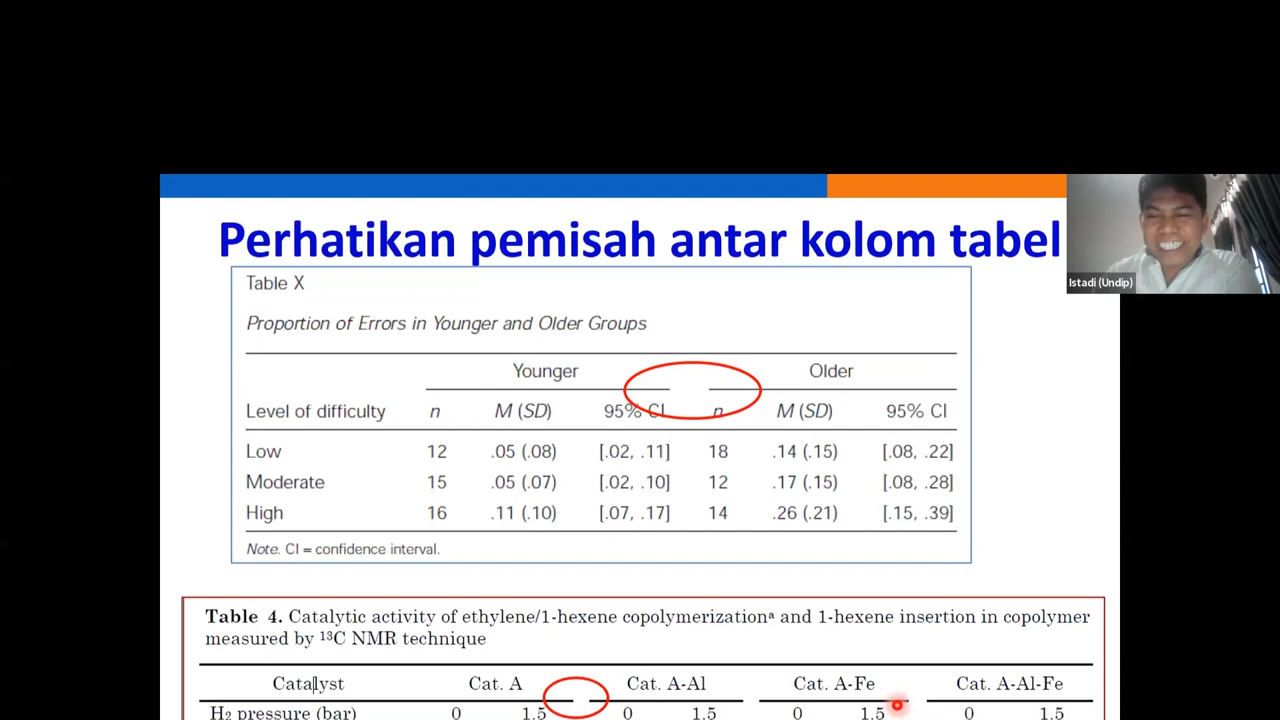 Perhatikan pemisah antar kolom tabel
Istadi (Undip)
Table X
Proportion of Errors in Younger and Older Groups
Younger Older
Level of difficulty n M (SD) 95% CI n M (SD) 95% CI
Low 12 .05 (.08) [.02, .11] 18 .14 (.15) [.08, .22]
Moderate 15 .05 (.07) [.02, .10] 12 .17 (.15) [.08, .28]
High 16 .11 (.10) [.07, .17] 14 .26 (.21) [.15, .39]
Note. CI = confidence interval.
Table 4. Catalytic activity of ethylene/1-hexene copolymerizationᵃ and 1-hexene insertion in copolymer
measured by ¹³C NMR technique
Catalyst Cat. A Cat. A-Al Cat. A-Fe Cat. A-Al-Fe
H₂ pressure (bar) 0 1.5 0 1.5 0 1.5 0 1.5